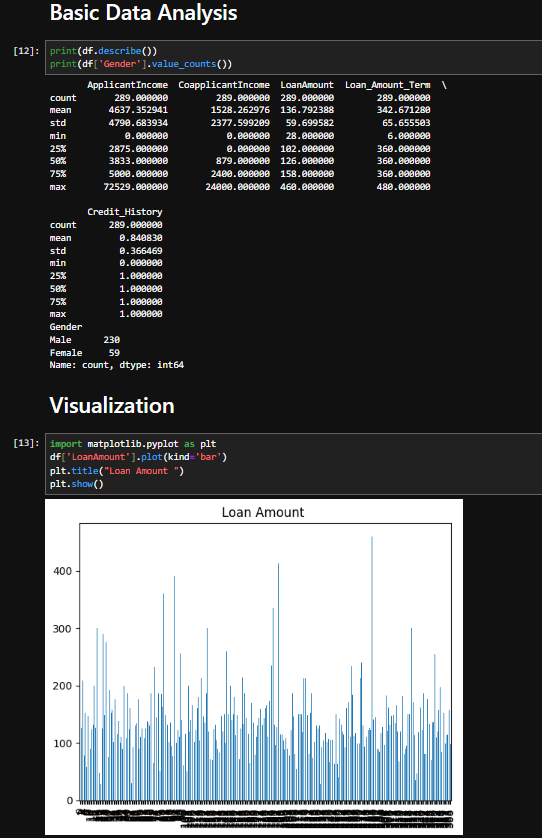 Basic Data Analysis
[12]: print(df.describe())
print(df['Gender'].value_counts())
ApplicantIncome CoapplicantIncome LoanAmount Loan_Amount_Term \
count 289.000000 289.000000 289.000000 289.000000
mean 4637.352941 1528.262976 136.792388 342.671280
std 4790.683934 2377.599209 59.699582 65.655503
min 0.000000 0.000000 28.000000 6.000000
25% 2875.000000 0.000000 102.000000 360.000000
50% 3833.000000 879.000000 126.000000 360.000000
75% 5000.000000 2400.000000 158.000000 360.000000
max 72529.000000 24000.000000 460.000000 480.000000
Credit_History
count 289.000000
mean 0.840830
std 0.366469
min 0.000000
25% 1.000000
50% 1.000000
75% 1.000000
max 1.000000
Gender
Male 230
Female 59
Name: count, dtype: int64
Visualization
[13]: import matplotlib.pyplot as plt
df['LoanAmount'].plot(kind='bar')
plt.title("Loan Amount ")
plt.show()
Loan Amount
400
300
200
100
0